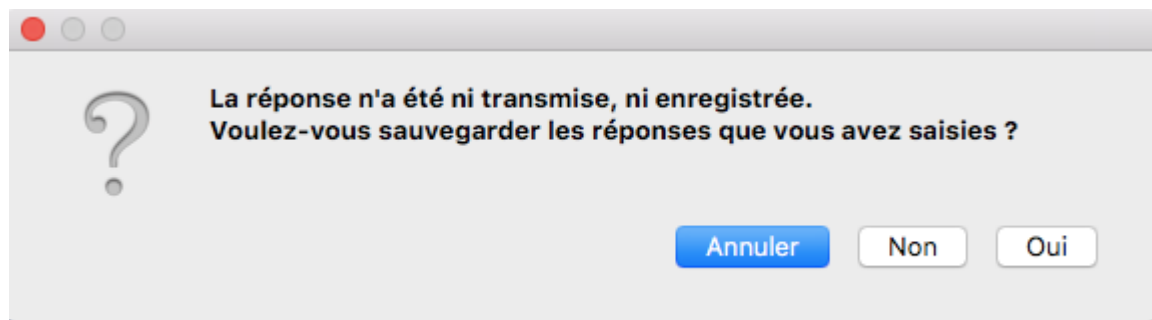 La réponse n'a été ni transmise, ni enregistrée.
Voulez-vous sauvegarder les réponses que vous avez saisies ?
Annuler Non Oui